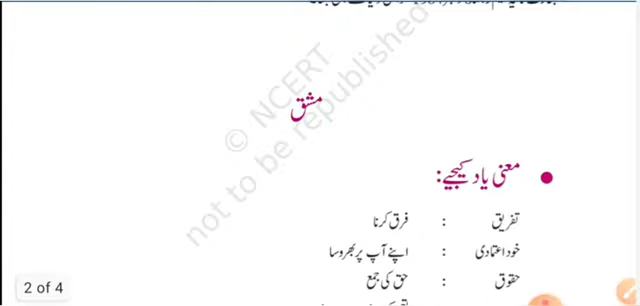 مشق
معنی یاد کیجیے:
تفریق : فرق کرنا
خود اعتمادی : اپنے آپ پر بھروسا
حقوق : حق کی جمع
© NCERT
not to be republished
2 of 4